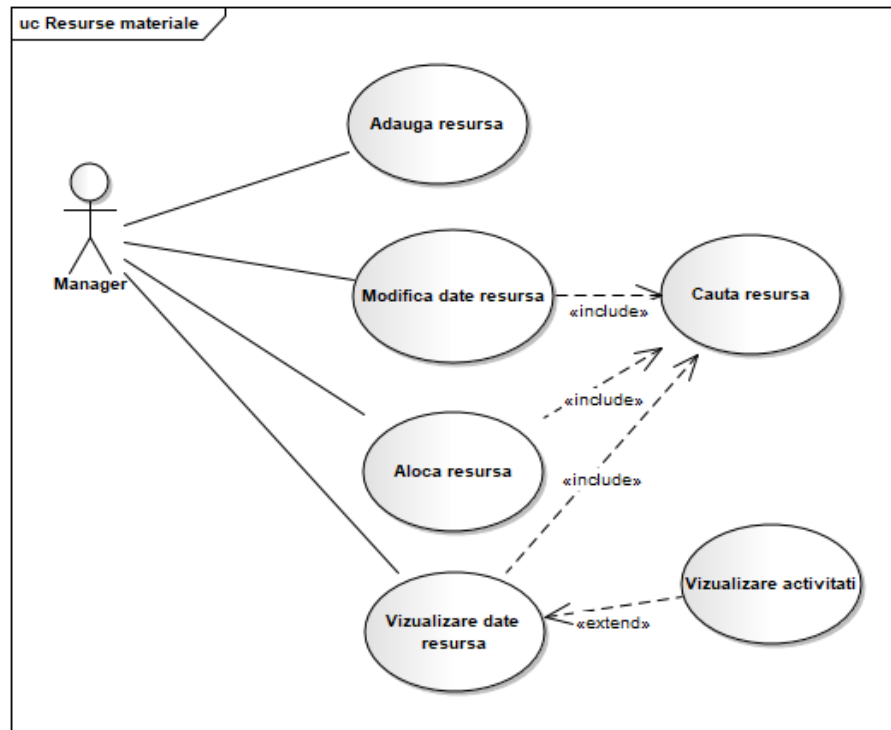 uc Resurse materiale
Adauga resursa
Manager
Modifica date resursa
«include»
Cauta resursa
«include»
Aloca resursa
«include»
Vizualizare activitati
Vizualizare date
resursa
«extend»